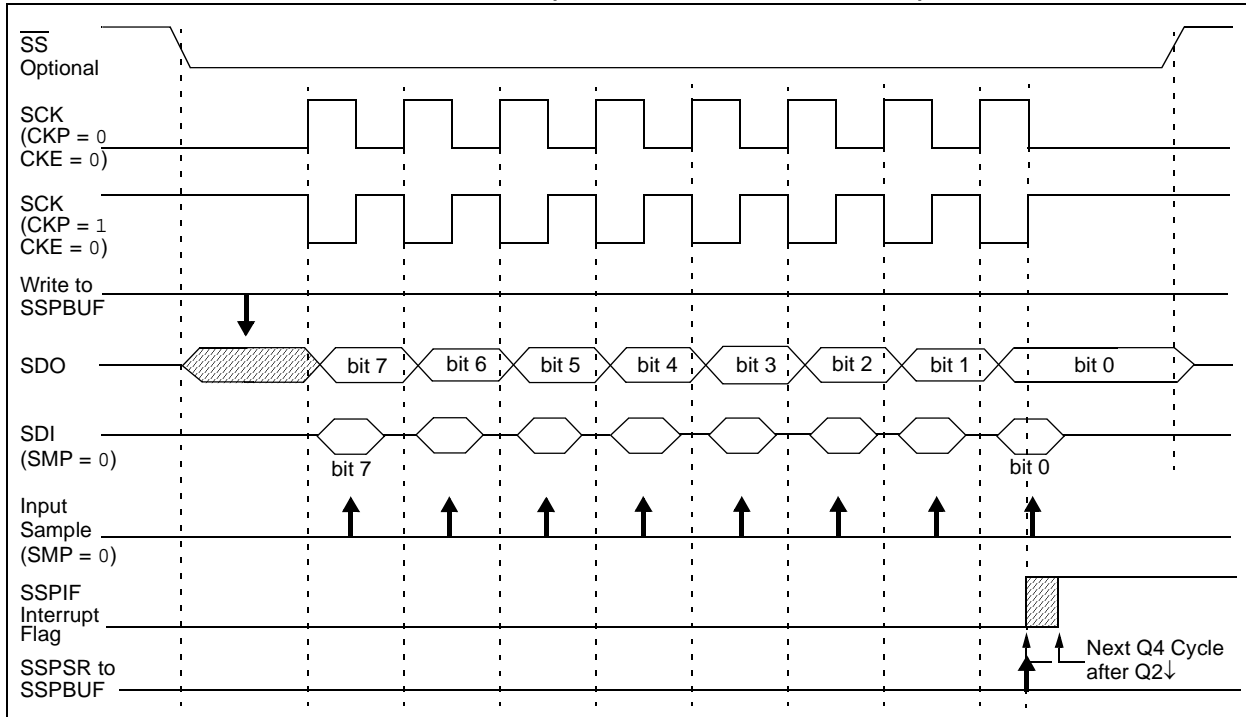 SS
Optional
SCK
(CKP = 0
CKE = 0)
SCK
(CKP = 1
CKE = 0)
Write to
SSPBUF
SDO
bit 7 bit 6 bit 5 bit 4 bit 3 bit 2 bit 1 bit 0
SDI
(SMP = 0)
bit 7 bit 0
Input
Sample
(SMP = 0)
SSPIF
Interrupt
Flag
Next Q4 Cycle
after Q2↓
SSPSR to
SSPBUF